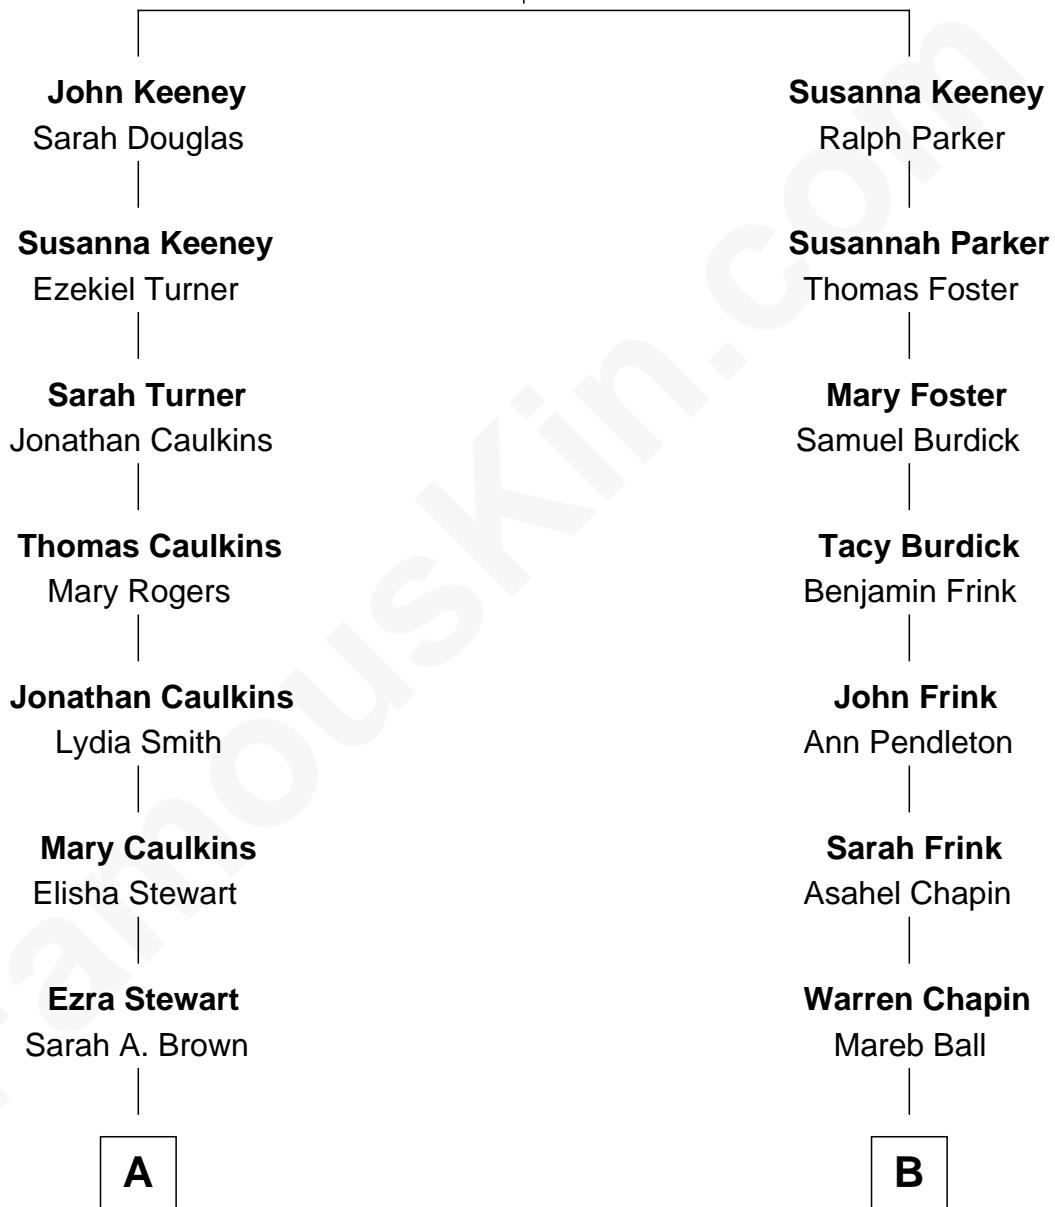 John Keeney
Sarah Douglas
Susanna Keeney
Ezekiel Turner
Sarah Turner
Jonathan Caulkins
Thomas Caulkins
Mary Rogers
Jonathan Caulkins
Lydia Smith
Mary Caulkins
Elisha Stewart
Ezra Stewart
Sarah A. Brown
A
Susanna Keeney
Ralph Parker
Susannah Parker
Thomas Foster
Mary Foster
Samuel Burdick
Tacy Burdick
Benjamin Frink
John Frink
Ann Pendleton
Sarah Frink
Asahel Chapin
Warren Chapin
Mareb Ball
B
FamousKin.com